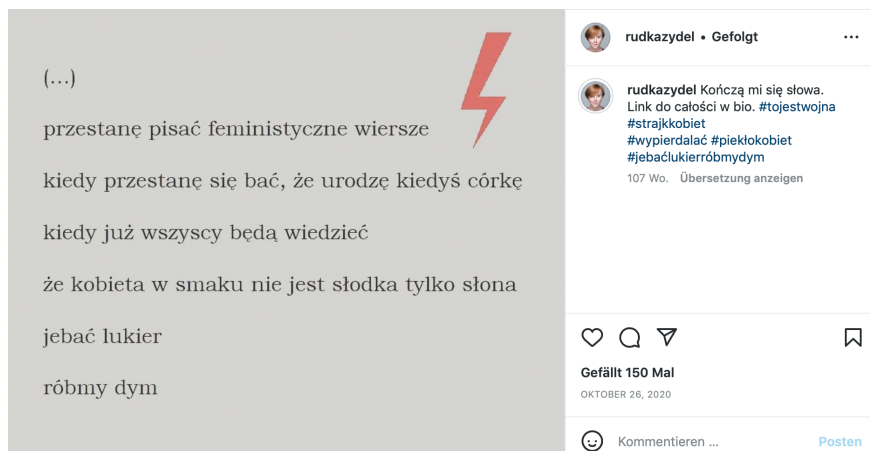 (...)
przestanę pisać feministyczne wiersze
kiedy przestanę się bać, że urodzę kiedyś córkę
kiedy już wszyscy będą wiedzieć
że kobieta w smaku nie jest słodka tylko słona
jebać lukier
róbmy dym
rudkazydel • Gefolgt
rudkazydel Kończą mi się słowa.
Link do całości w bio. #tojestwojna
#strajkkobiet
#wypierdalać #piekłokobiet
#jebaćlukierróbmydym
107 Wo. Übersetzung anzeigen
Gefällt 150 Mal
OKTOBER 26, 2020
Kommentieren ... Posten